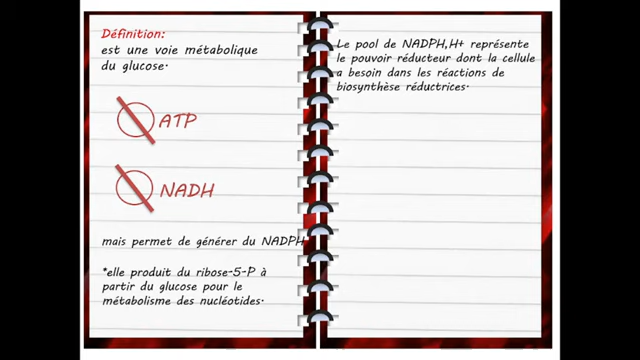 Définition:
est une voie métabolique
du glucose.
ATP
NADH
mais permet de générer du NADPH
*elle produit du ribose-5-P à
partir du glucose pour le
métabolisme des nucléotides.
Le pool de NADPH,H+ représente
le pouvoir réducteur dont la cellule
a besoin dans les réactions de
biosynthèse réductrices.